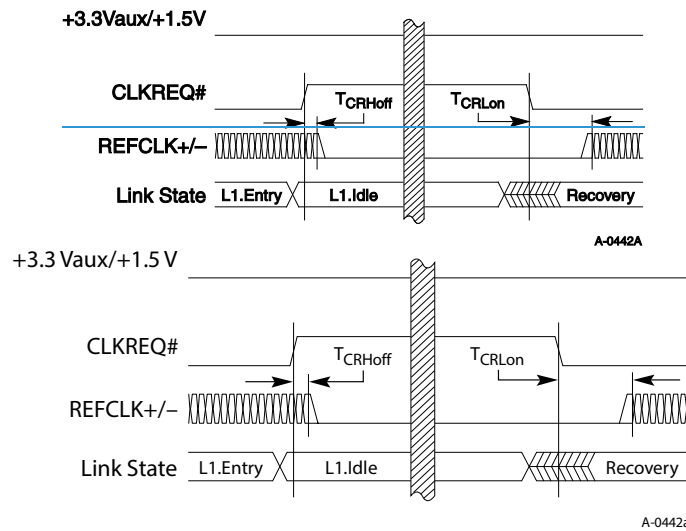 +3.3Vaux/+1.5V
CLKREQ#
TCRHoff
TCRLon
REFCLK+/–
Link State L1.Entry L1.Idle Recovery
A-0442A
+3.3 Vaux/+1.5 V
CLKREQ#
TCRHoff
TCRLon
REFCLK+/–
Link State L1.Entry L1.Idle Recovery